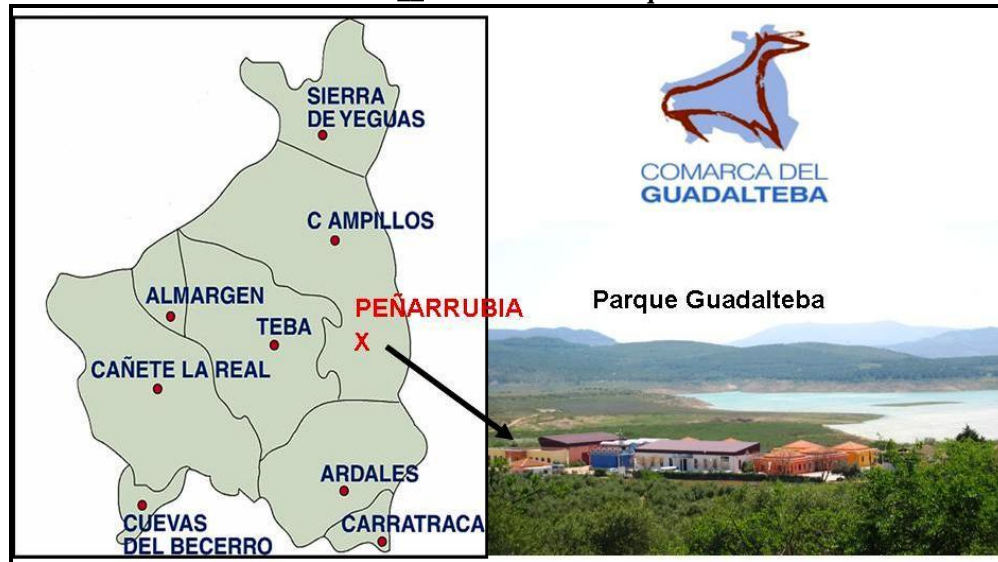 SIERRA
DE YEGUAS
C AMPILLOS
ALMARGEN
TEBA
PEÑARRUBIA
X
CAÑETE LA REAL
ARDALES
CUEVAS
DEL BECERRO
CARRATRACA
COMARCA DEL
GUADALTEBA
Parque Guadalteba